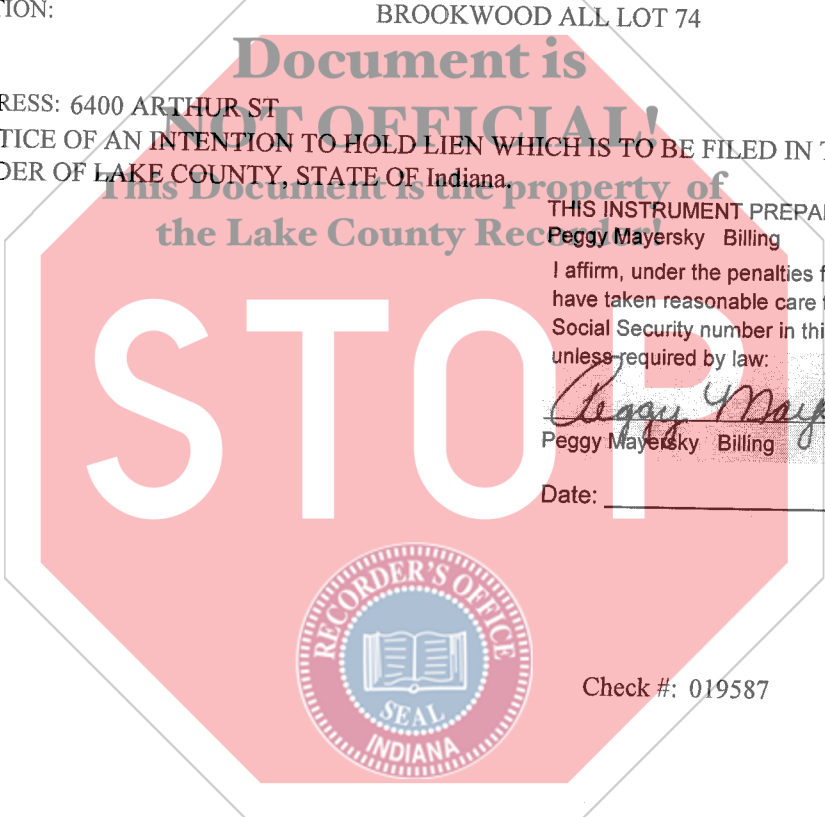 TION:
BROOKWOOD ALL LOT 74
Document is
RESS: 6400 ARTHUR ST
NOT OFFICIAL!
TICE OF AN INTENTION TO HOLD LIEN WHICH IS TO BE FILED IN T
DER OF LAKE COUNTY, STATE OF Indiana.
This Document is the property of
the Lake County Recorder!
THIS INSTRUMENT PREPA
Peggy Mayersky Billing
I affirm, under the penalties f
have taken reasonable care t
Social Security number in thi
unless required by law:
Peggy Mayer
Peggy Mayersky Billing
Date:
STOP
RECORDER'S OFFICE
SEAL
INDIANA
Check #: 019587